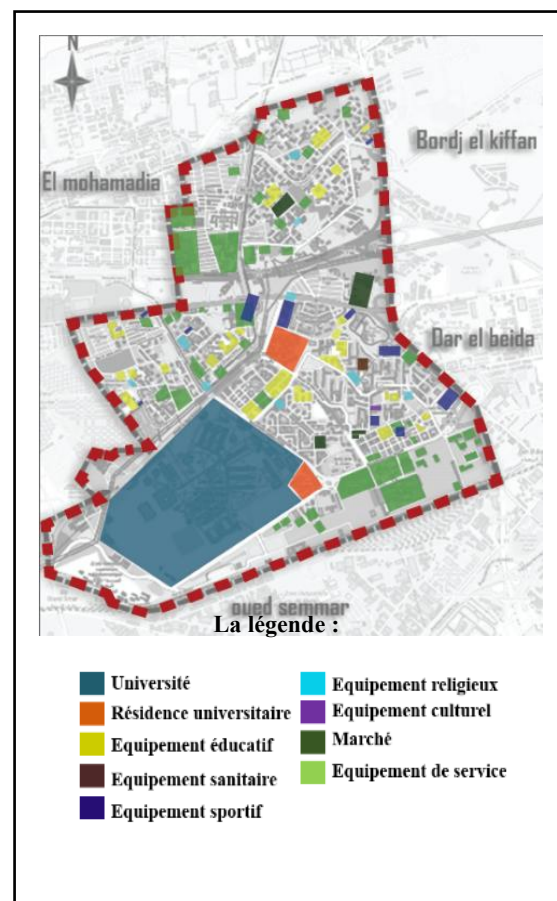 N
Bordj el kiffan
El mohamadia
Dar el beida
oued semmar
La légende :
Université
Résidence universitaire
Equipement éducatif
Equipement sanitaire
Equipement sportif
Equipement religieux
Equipement culturel
Marché
Equipement de service